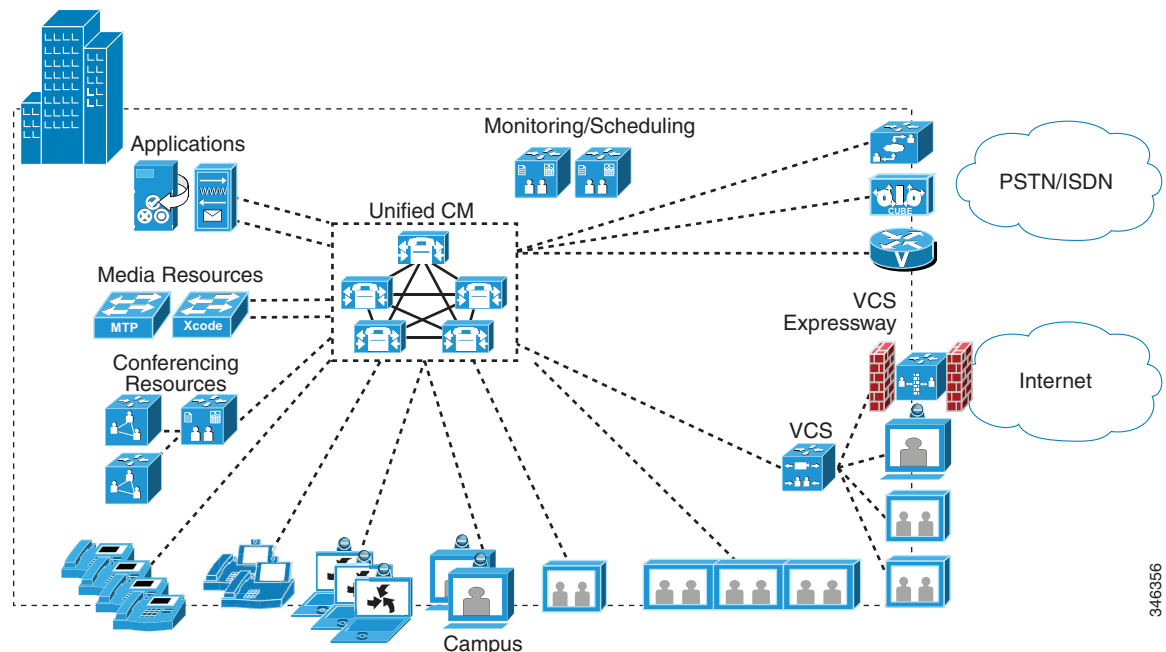 Applications
Monitoring/Scheduling
PSTN/ISDN
CUBE
Unified CM
V
Media Resources
MTP
Xcode
VCS
Expressway
Conferencing
Resources
Internet
VCS
Campus
346356